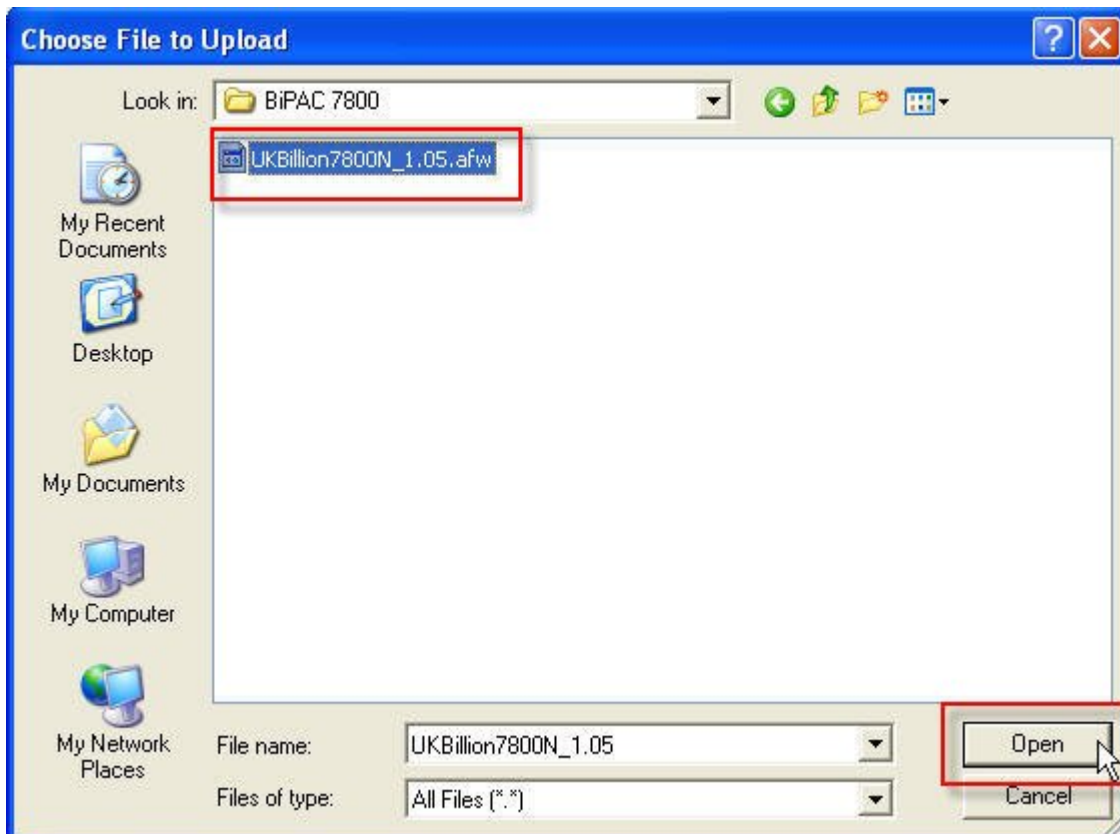 Choose File to Upload
Look in: BiPAC 7800
UKBillion7800N_1.05.afw
My Recent
Documents
Desktop
My Documents
My Computer
My Network
Places
File name: UKBillion7800N_1.05 Open
Files of type: All Files (*.*) Cancel